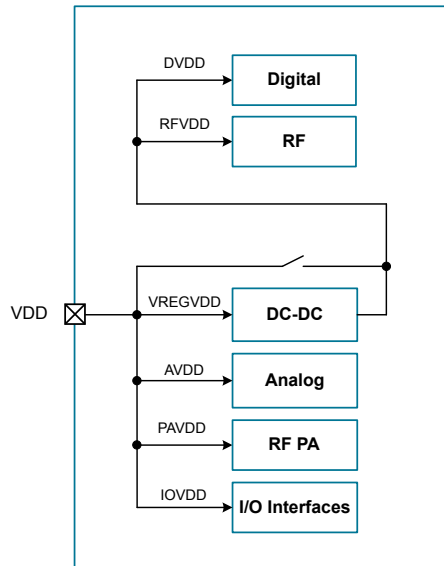 DVDD
Digital
RFVDD
RF
VDD
VREGVDD
DC-DC
AVDD
Analog
PAVDD
RF PA
IOVDD
I/O Interfaces